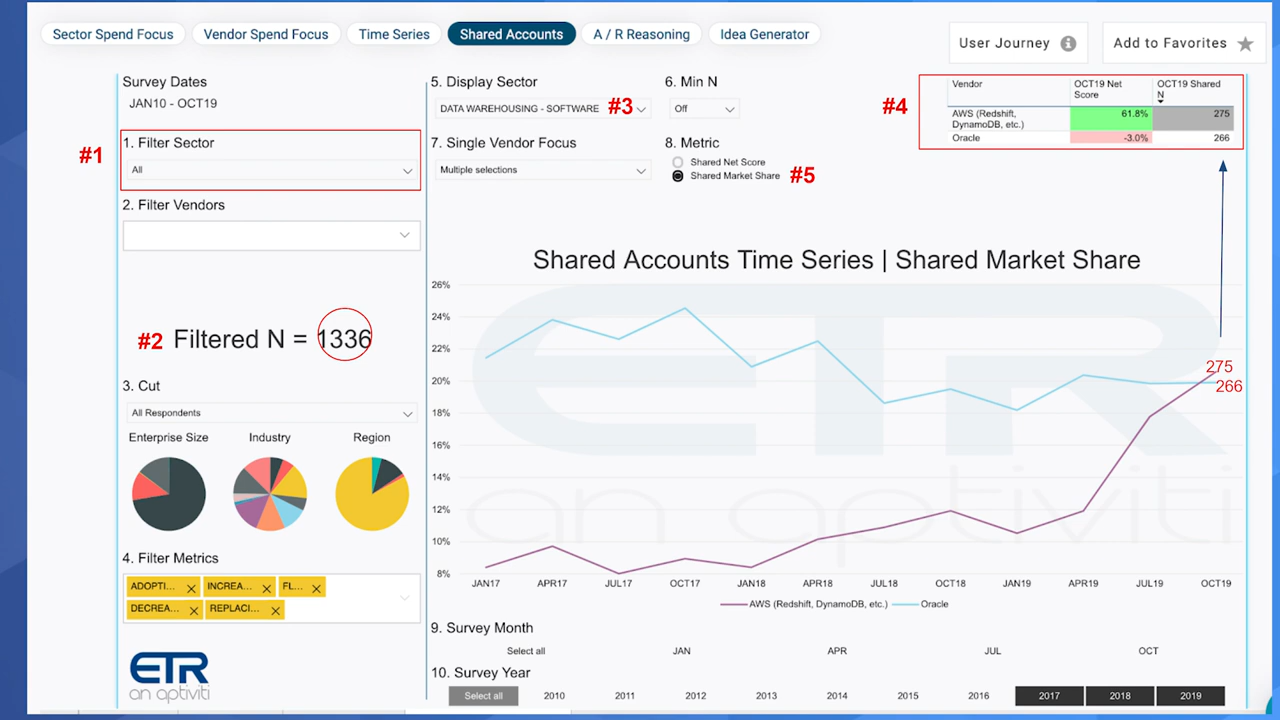 Sector Spend Focus
Vendor Spend Focus
Time Series
Shared Accounts
A / R Reasoning
Idea Generator
User Journey
Add to Favorites
Survey Dates
JAN10 - OCT19
#1
1. Filter Sector
All
2. Filter Vendors
#2
Filtered N = 1336
3. Cut
All Respondents
Enterprise Size
Industry
Region
4. Filter Metrics
ADOPTI...
INCREA...
FL...
DECREA...
REPLACI...
ETR
an aptiviti
5. Display Sector
DATA WAREHOUSING - SOFTWARE
#3
6. Min N
Off
7. Single Vendor Focus
Multiple selections
8. Metric
Shared Net Score
Shared Market Share
#5
#4
Vendor
OCT19 Net Score
OCT19 Shared N
AWS (Redshift, DynamoDB, etc.)
61.8%
275
Oracle
-3.0%
266
Shared Accounts Time Series | Shared Market Share
26%
24%
22%
20%
18%
16%
14%
12%
10%
8%
275
266
ETR
an aptiviti
JAN17
APR17
JUL17
OCT17
JAN18
APR18
JUL18
OCT18
JAN19
APR19
JUL19
OCT19
AWS (Redshift, DynamoDB, etc.)
Oracle
9. Survey Month
Select all
JAN
APR
JUL
OCT
10. Survey Year
Select all
2010
2011
2012
2013
2014
2015
2016
2017
2018
2019